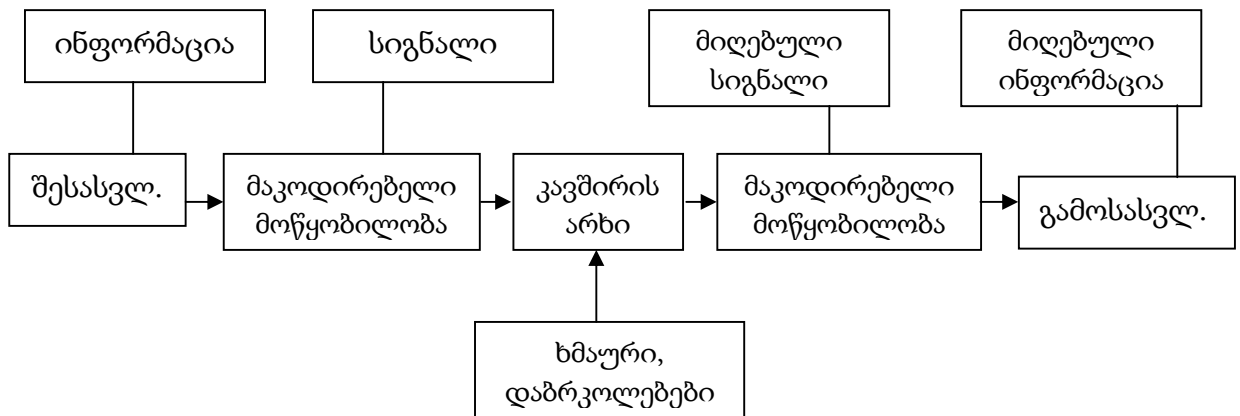 ინფორმაცია
სიგნალი
მიღებული
სიგნალი
მიღებული
ინფორმაცია
შესასვლ.
მაკოდირებელი
მოწყობილობა
კავშირის
არხი
მაკოდირებელი
მოწყობილობა
გამოსასვლ.
ხმაური,
დაბრკოლებები